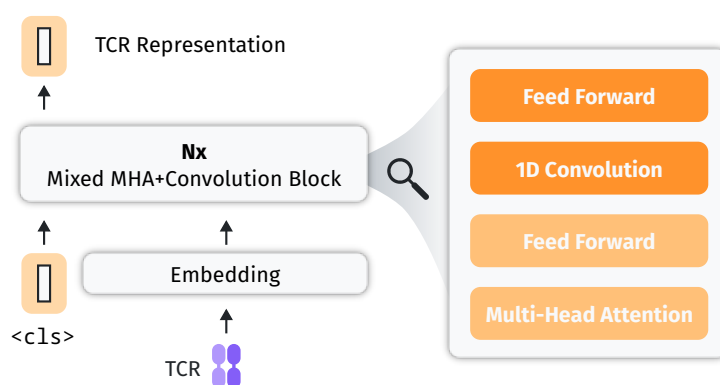 TCR Representation
Nx
Mixed MHA+Convolution Block
Embedding
<cls>
TCR
Feed Forward
1D Convolution
Feed Forward
Multi-Head Attention